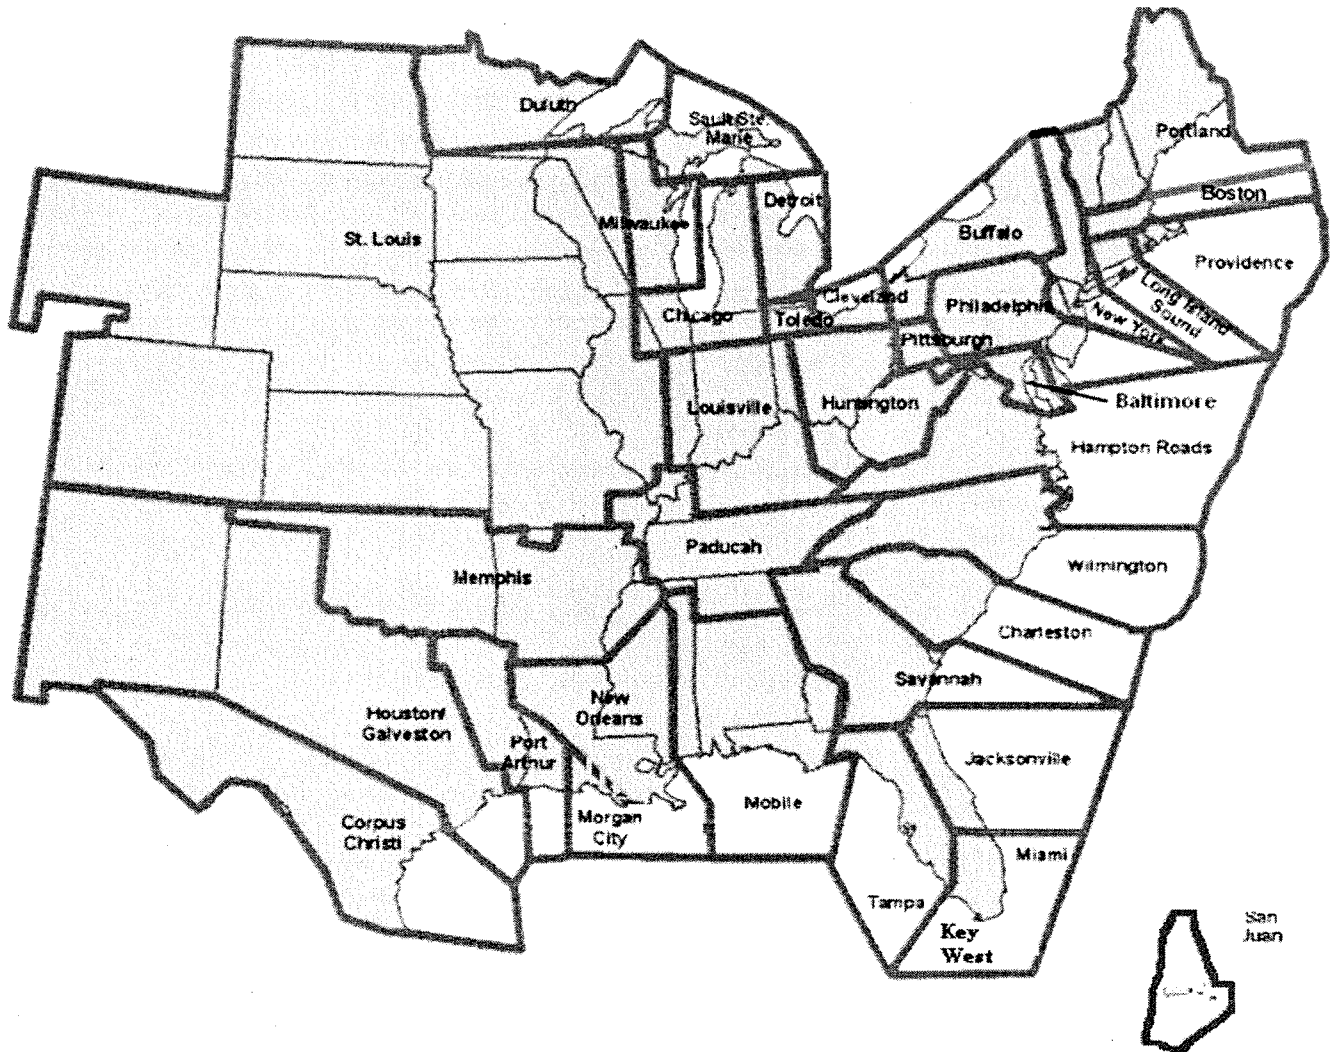 Duluth
Sault Ste.
Marie
Portland
Boston
Detroit
St. Louis
Milwaukee
Buffalo
Providence
Long Island
Sound
Cleveland
Philadelphia
New York
Chicago
Toledo
Pittsburgh
Louisville
Huntington
Baltimore
Hampton Roads
Paducah
Memphis
Wilmington
Charleston
Savannah
New
Orleans
Houston/
Galveston
Port
Arthur
Jacksonville
Mobile
Morgan
City
Corpus
Christi
Miami
Tampa
Key
West
San
Juan